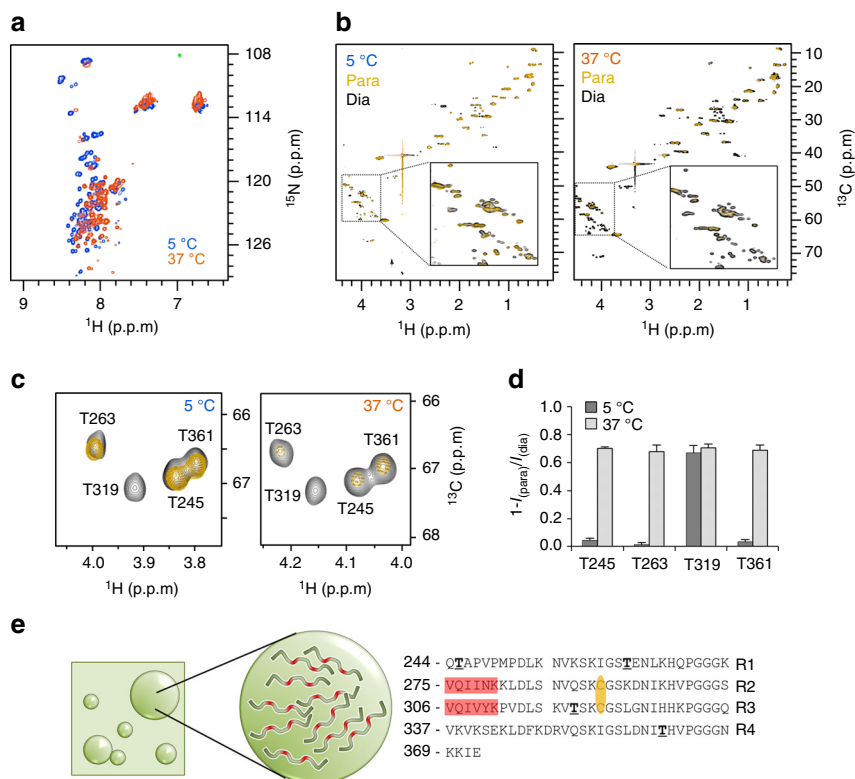 a
108
114
120
126
¹⁵N (p.p.m)
5 °C
37 °C
9 8 7
¹H (p.p.m)
b
5 °C
Para
Dia
4 3 2 1
¹H (p.p.m)
37 °C
Para
Dia
4 3 2 1
¹H (p.p.m)
10
20
30
40
50
60
70
¹³C (p.p.m)
c
5 °C
T263
T361
T319
T245
66
67
4.0 3.9 3.8
¹H (p.p.m)
37 °C
T263
T361
T319
T245
66
67
68
¹³C (p.p.m)
4.2 4.1 4.0
¹H (p.p.m)
d
5 °C
37 °C
1.0
0.8
0.6
0.4
0.2
0.0
1-I(para)/I(dia)
T245 T263 T319 T361
e
244 - QTAPVPMPDLK NVKSKIGSTENLKHQPGGGK R1
275 - VQIINKKLDLS NVQSKCGSKDNIKHVPGGGS R2
306 - VQIVYKPVDLS KVTSKCGSLGNIHHKPGGGQ R3
337 - VKVKSEKLDFKDRVQSKIGSLDNITHVPGGGN R4
369 - KKIE